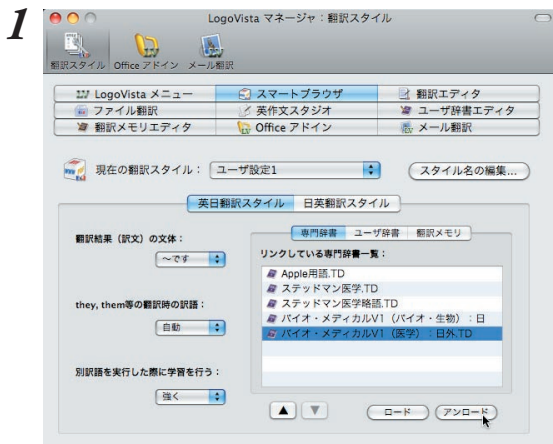 1
LogoVista マネージャ：翻訳スタイル
翻訳スタイル Office アドイン メール翻訳
LogoVista メニュー スマートブラウザ 翻訳エディタ
ファイル翻訳 英作文スタジオ ユーザ辞書エディタ
翻訳メモリエディタ Office アドイン メール翻訳
現在の翻訳スタイル： ユーザ設定1 スタイル名の編集...
英日翻訳スタイル 日英翻訳スタイル
専門辞書 ユーザ辞書 翻訳メモリ
翻訳結果（訳文）の文体：
リンクしている専門辞書一覧：
～です
Apple用語.TD
ステッドマン医学.TD
ステッドマン医学略語.TD
they, them等の翻訳時の訳語：
バイオ・メディカルV1（バイオ・生物）：日
自動
バイオ・メディカルV1（医学）：日外.TD
別訳語を実行した際に学習を行う：
強く
ロード アンロード